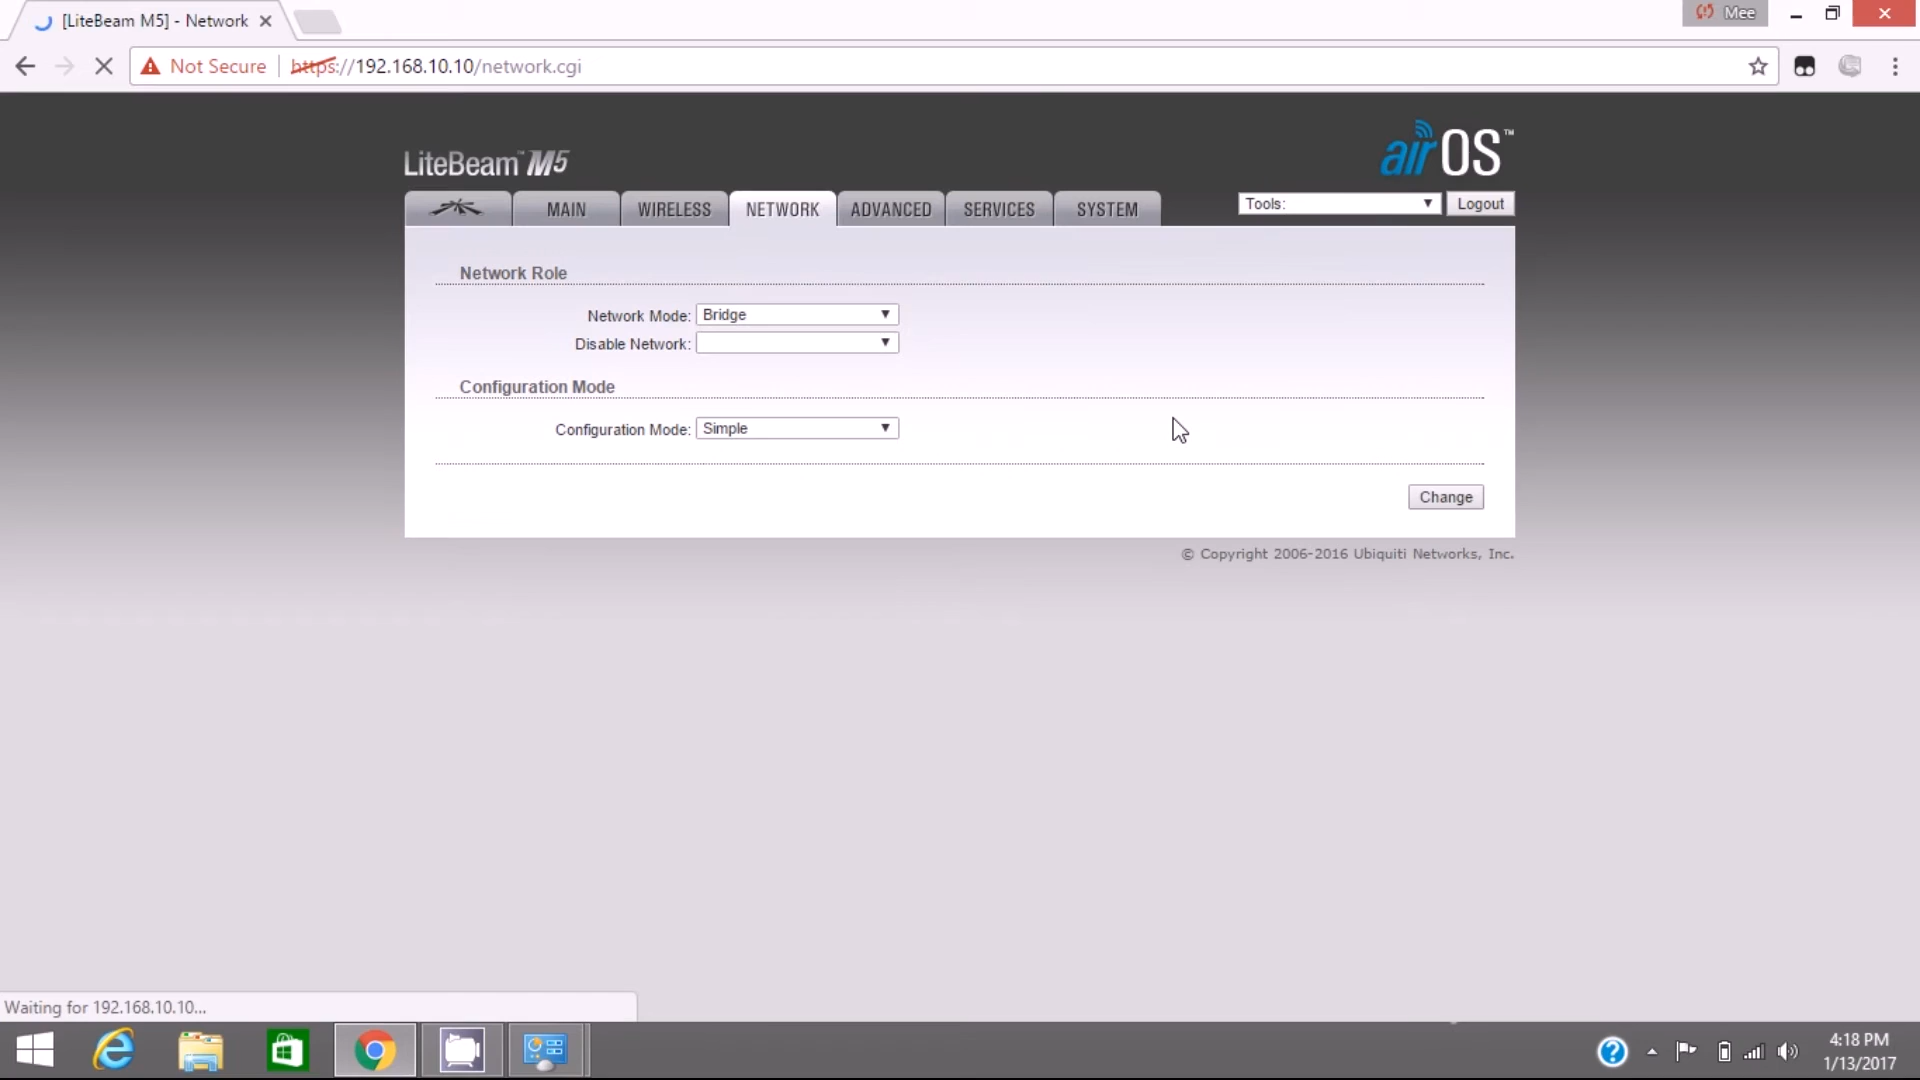 [LiteBeam M5] - Network
Mee
Not Secure https://192.168.10.10/network.cgi
LiteBeam™ M5
airOS™
MAIN
WIRELESS
NETWORK
ADVANCED
SERVICES
SYSTEM
Tools:
Logout
Network Role
Network Mode: Bridge
Disable Network:
Configuration Mode
Configuration Mode: Simple
Change
© Copyright 2006-2016 Ubiquiti Networks, Inc.
Waiting for 192.168.10.10...
4:18 PM
1/13/2017